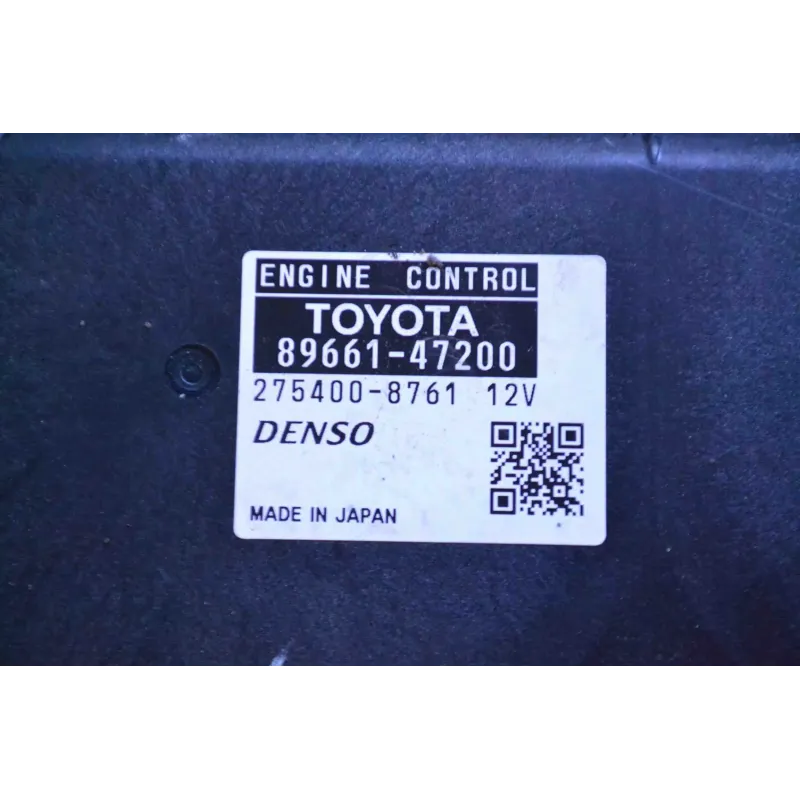 ENGINE CONTROL
TOYOTA
89661-47200
275400-8761 12V
DENSO
MADE IN JAPAN